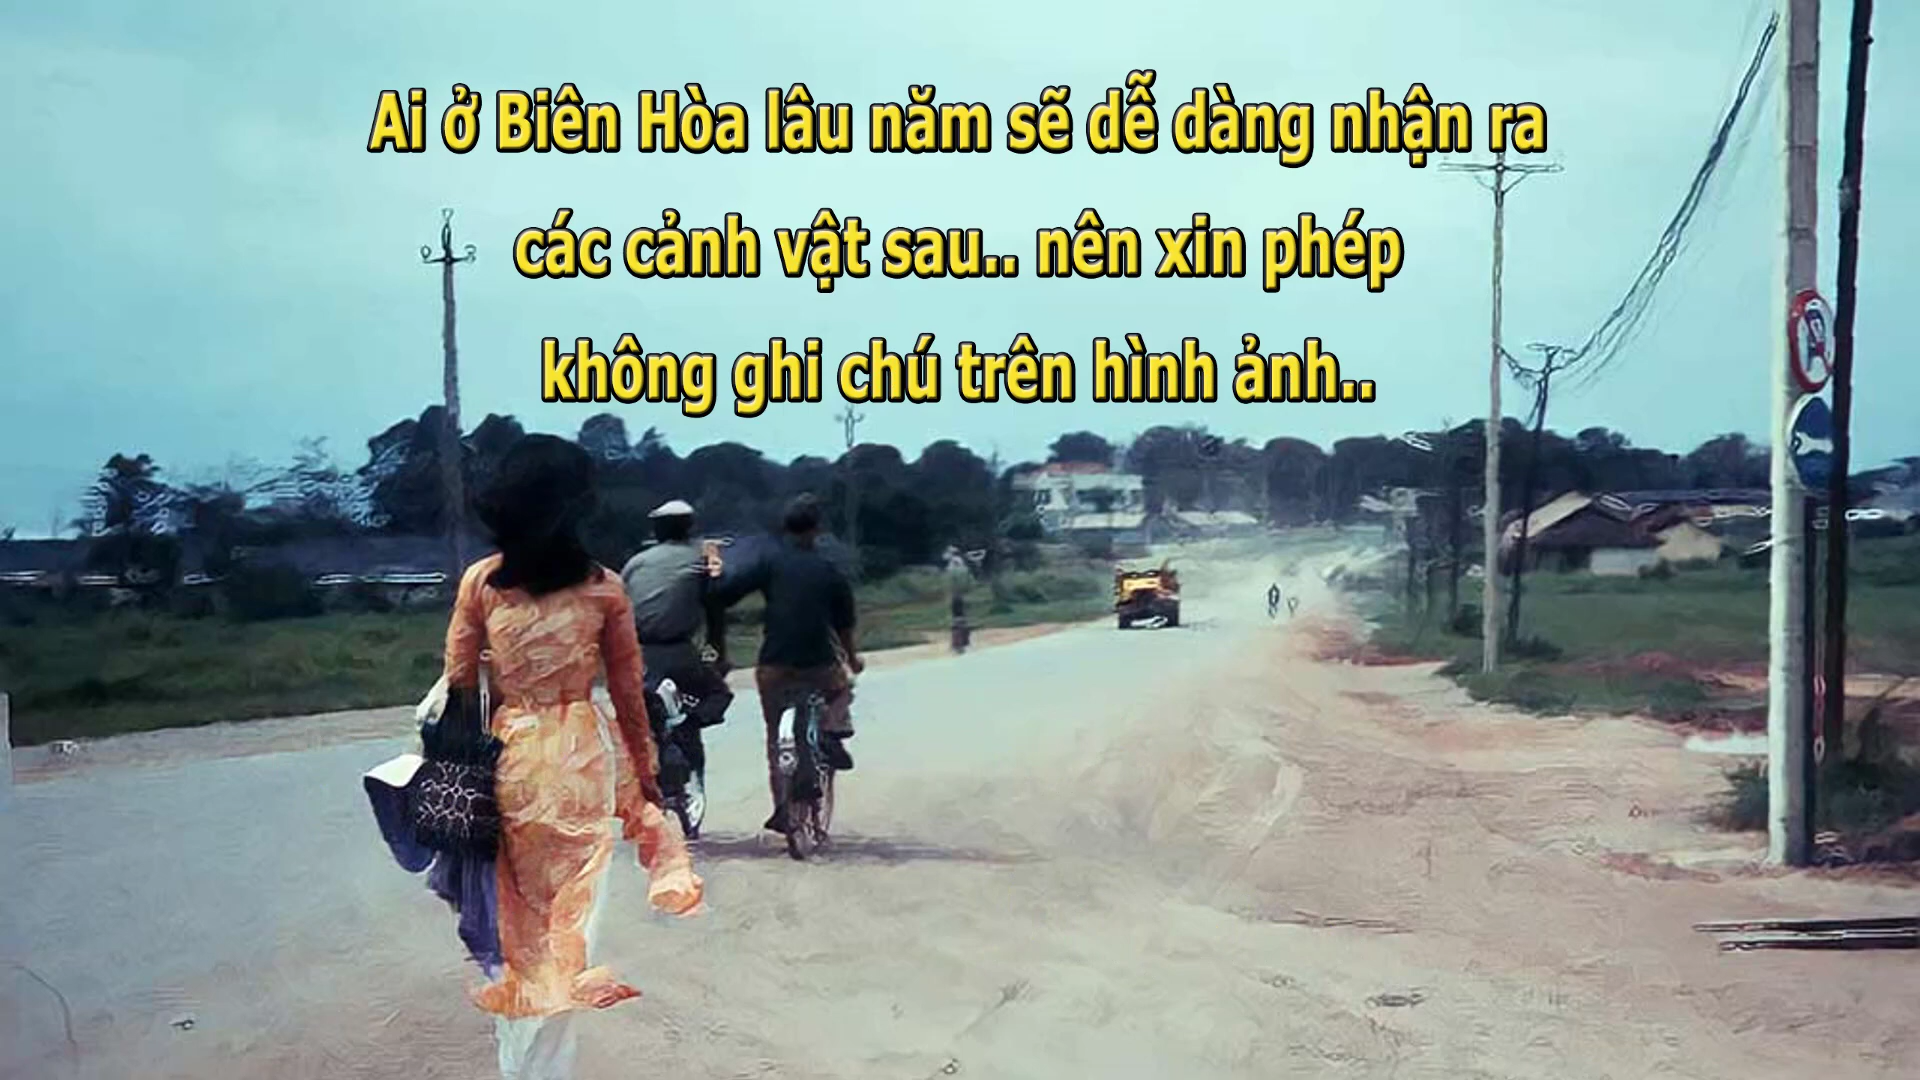 Ai ở Biên Hòa lâu năm sẽ dễ dàng nhận ra
các cảnh vật sau.. nên xin phép
không ghi chú trên hình ảnh..